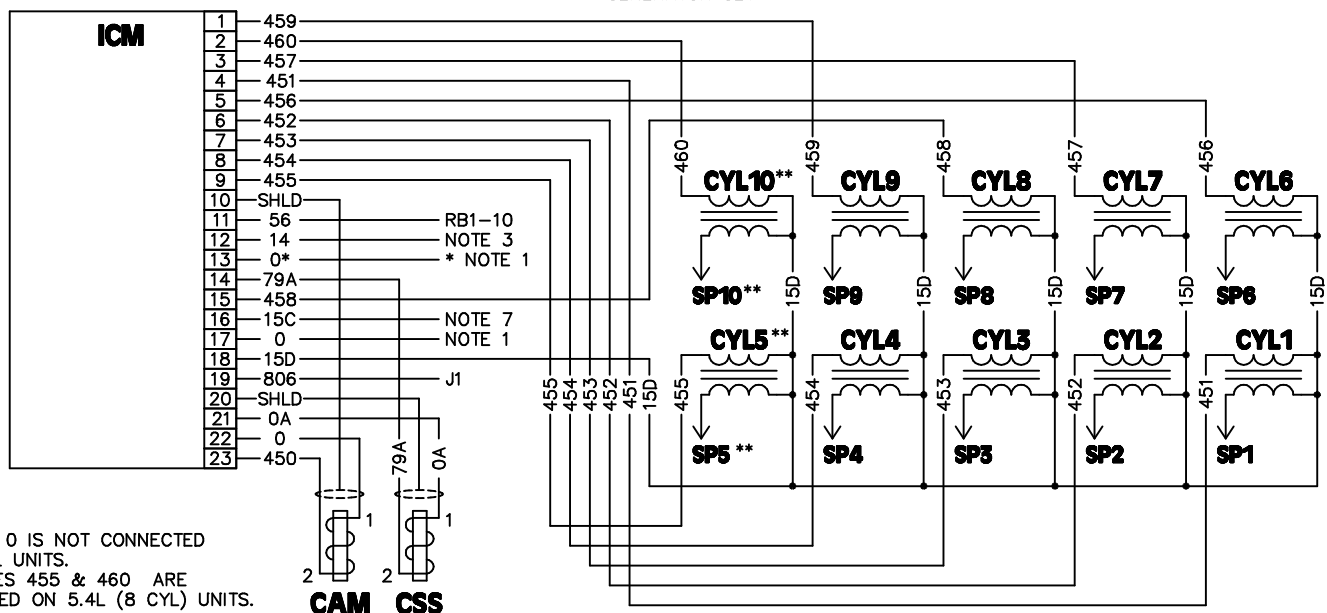 ICM
1 459
2 460
3 457
4 451
5 456
6 452
7 453
8 454
9 455
10 SHLD
11 56 RB1-10
12 14 NOTE 3
13 0* * NOTE 1
14 79A
15 458
16 15C NOTE 7
17 0 NOTE 1
18 15D
19 806 J1
20 SHLD
21 0A
22 0
23 450
460 459 458 457 456
CYL10** CYL9 CYL8 CYL7 CYL6
SP10** SP9 SP8 SP7 SP6
15D 15D 15D 15D 15D
CYL5** CYL4 CYL3 CYL2 CYL1
455 454 453 452 451 15D 455 454 453 452 451
SP5** SP4 SP3 SP2 SP1
79A 0A
1 1
2 2
CAM CSS
0 IS NOT CONNECTED
UNITS.
455 & 460 ARE
ON 5.4L (8 CYL) UNITS.